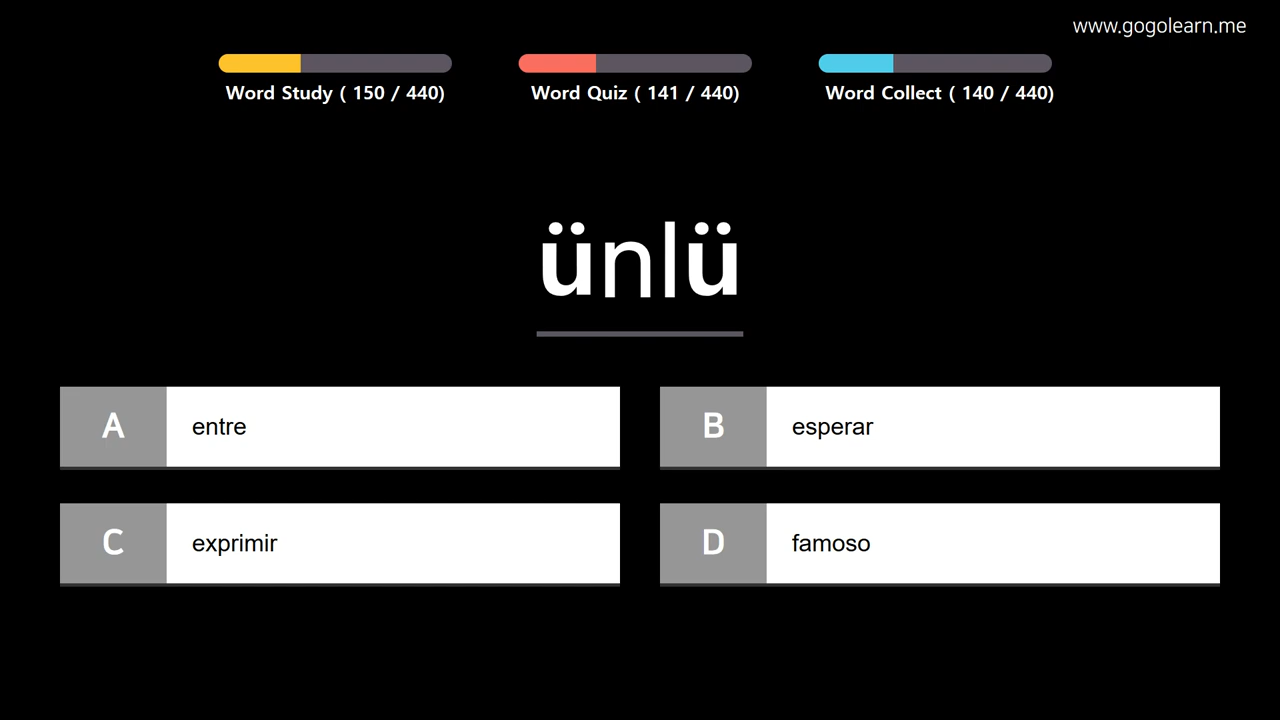 www.gogolearn.me
Word Study ( 150 / 440)
Word Quiz ( 141 / 440)
Word Collect ( 140 / 440)
ünlü
A entre
B esperar
C exprimir
D famoso